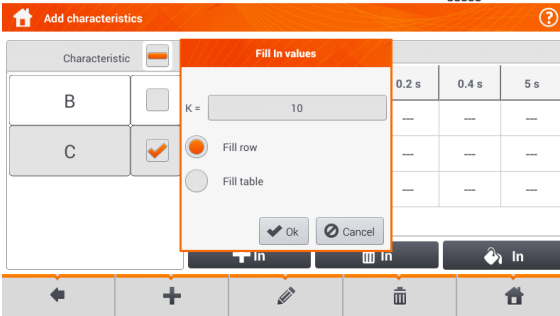 Add characteristics
?
Characteristic
Fill In values
0.2 s
0.4 s
5 s
B
K =
10
---
---
---
C
Fill row
---
---
---
Fill table
---
---
---
Ok
Cancel
In
In
In